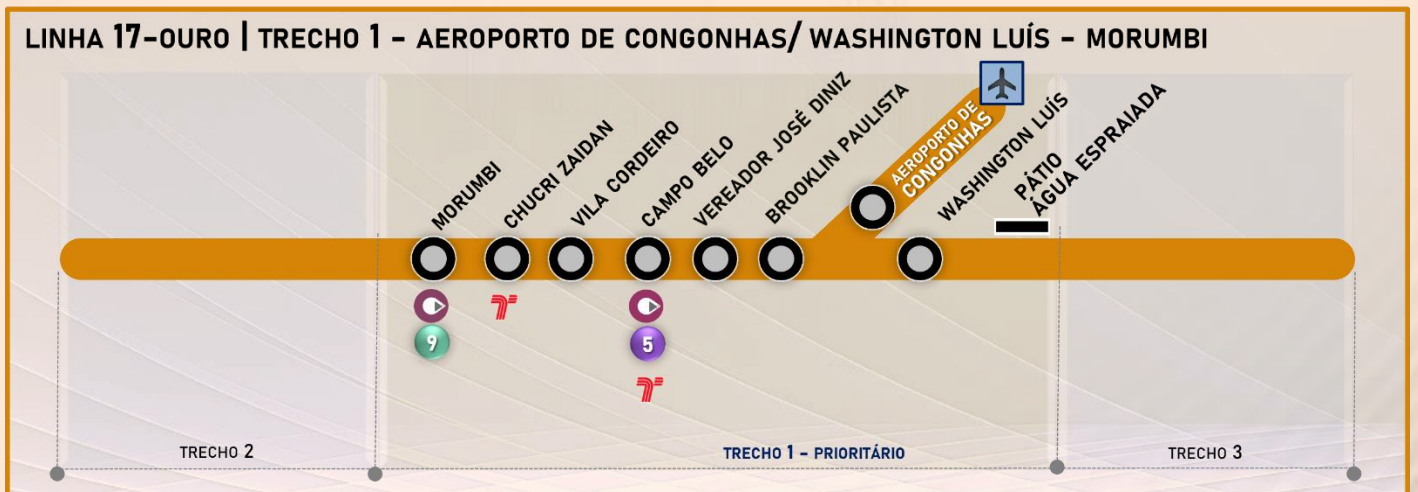 LINHA 17-OURO | TRECHO 1 - AEROPORTO DE CONGONHAS/ WASHINGTON LUÍS - MORUMBI
MORUMBI
CHUCRI ZAIDAN
VILA CORDEIRO
CAMPO BELO
VEREADOR JOSÉ DINIZ
BROOKLIN PAULISTA
AEROPORTO DE
CONGONHAS
WASHINGTON LUÍS
PÁTIO
ÁGUA ESPRAIADA
9
5
TRECHO 2
TRECHO 1 - PRIORITÁRIO
TRECHO 3